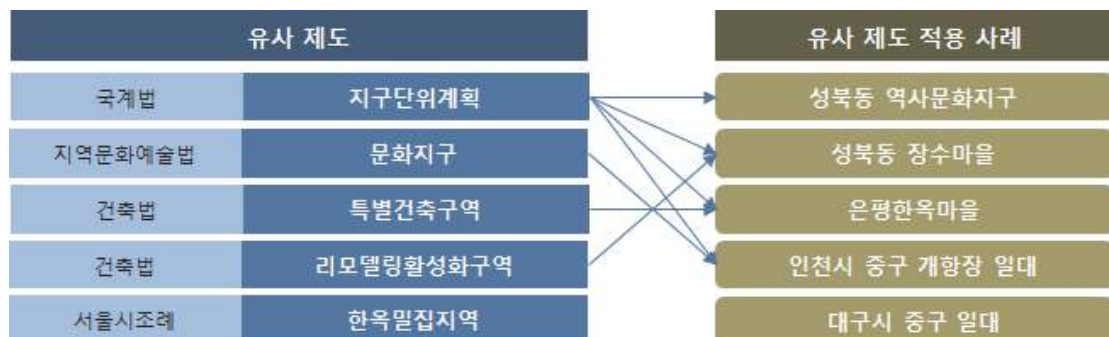 유사 제도
유사 제도 적용 사례
국계법 지구단위계획 성북동 역사문화지구
지역문화예술법 문화지구 성북동 장수마을
건축법 특별건축구역 은평한옥마을
건축법 리모델링활성화구역 인천시 중구 개항장 일대
서울시조례 한옥밀집지역 대구시 중구 일대